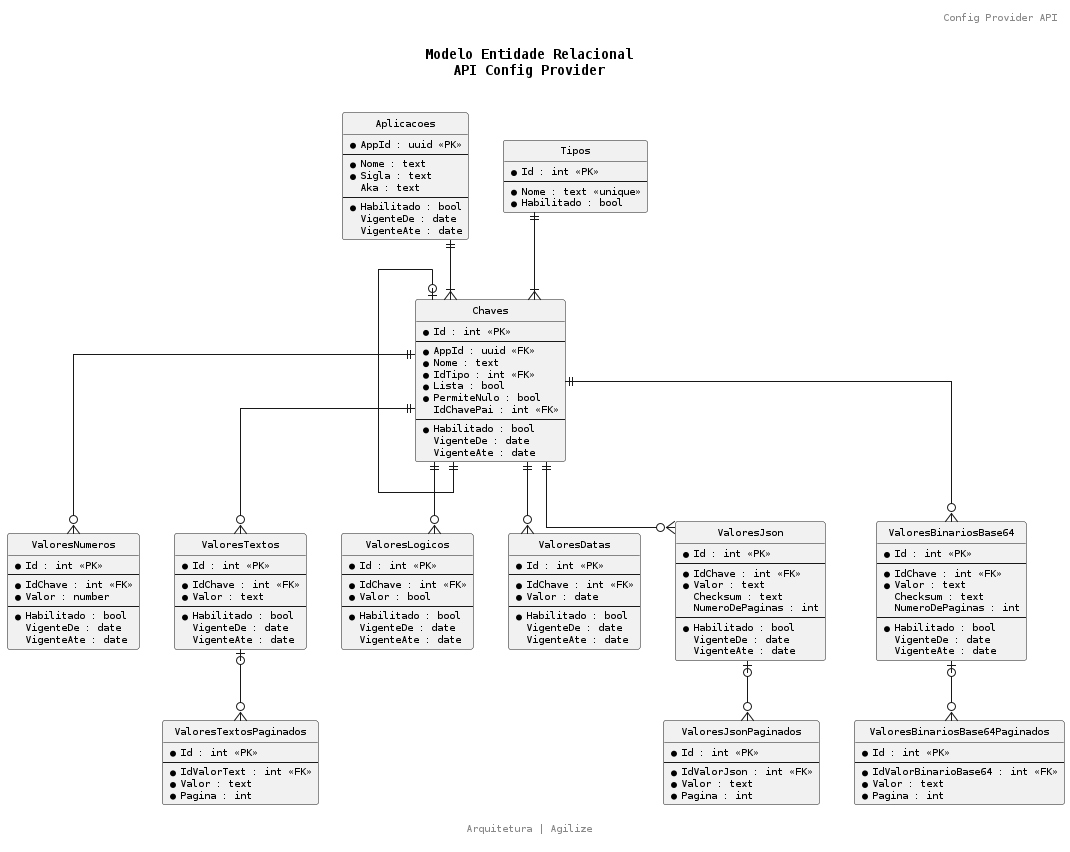 Config Provider API
Modelo Entidade Relacional
API Config Provider
Aplicacoes
● AppId : uuid «PK»
● Nome : text
● Sigla : text
Aka : text
● Habilitado : bool
VigenteDe : date
VigenteAte : date
Tipos
● Id : int «PK»
● Nome : text «unique»
● Habilitado : bool
Chaves
● Id : int «PK»
● AppId : uuid «FK»
● Nome : text
● IdTipo : int «FK»
● Lista : bool
● PermiteNulo : bool
IdChavePai : int «FK»
● Habilitado : bool
VigenteDe : date
VigenteAte : date
ValoresNumeros
● Id : int «PK»
● IdChave : int «FK»
● Valor : number
● Habilitado : bool
VigenteDe : date
VigenteAte : date
ValoresTextos
● Id : int «PK»
● IdChave : int «FK»
● Valor : text
● Habilitado : bool
VigenteDe : date
VigenteAte : date
ValoresLogicos
● Id : int «PK»
● IdChave : int «FK»
● Valor : bool
● Habilitado : bool
VigenteDe : date
VigenteAte : date
ValoresDatas
● Id : int «PK»
● IdChave : int «FK»
● Valor : date
● Habilitado : bool
VigenteDe : date
VigenteAte : date
ValoresJson
● Id : int «PK»
● IdChave : int «FK»
● Valor : text
Checksum : text
NumeroDePaginas : int
● Habilitado : bool
VigenteDe : date
VigenteAte : date
ValoresBinariosBase64
● Id : int «PK»
● IdChave : int «FK»
● Valor : text
Checksum : text
NumeroDePaginas : int
● Habilitado : bool
VigenteDe : date
VigenteAte : date
ValoresTextosPaginados
● Id : int «PK»
● IdValorText : int «FK»
● Valor : text
● Pagina : int
ValoresJsonPaginados
● Id : int «PK»
● IdValorJson : int «FK»
● Valor : text
● Pagina : int
ValoresBinariosBase64Paginados
● Id : int «PK»
● IdValorBinarioBase64 : int «FK»
● Valor : text
● Pagina : int
Arquitetura | Agilize